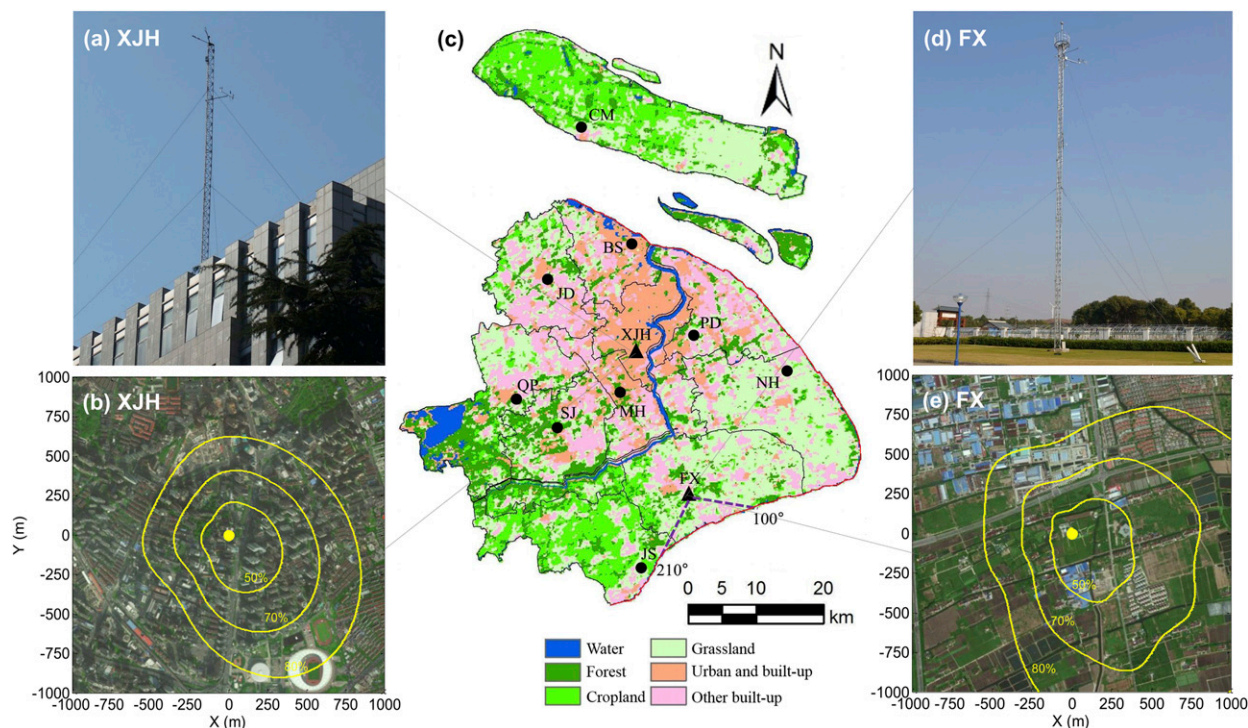 (a) XJH
(c)
(d) FX
N
CM
BS
JD
PD
XJH
NH
QP
SJ
MH
FX
100°
JS
210°
0 10 20
km
Water
Forest
Cropland
Grassland
Urban and built-up
Other built-up
(b) XJH
1000
750
500
250
0
-250
-500
-750
-1000
Y (m)
50%
70%
80%
-1000 -750 -500 -250 0 250 500 750 1000
X (m)
(e) FX
1000
750
500
250
0
-250
-500
-750
-1000
50%
70%
80%
-1000 -750 -500 -250 0 250 500 750 1000
X (m)